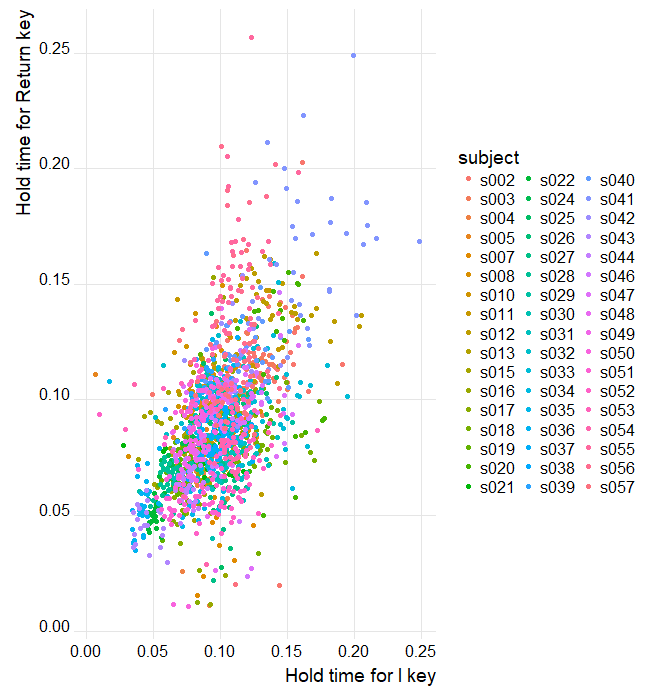 Hold time for Return key
0.25
0.20
0.15
0.10
0.05
0.00
0.00 0.05 0.10 0.15 0.20 0.25
Hold time for l key
subject
s002 s022 s040
s003 s024 s041
s004 s025 s042
s005 s026 s043
s007 s027 s044
s008 s028 s046
s010 s029 s047
s011 s030 s048
s012 s031 s049
s013 s032 s050
s015 s033 s051
s016 s034 s052
s017 s035 s053
s018 s036 s054
s019 s037 s055
s020 s038 s056
s021 s039 s057